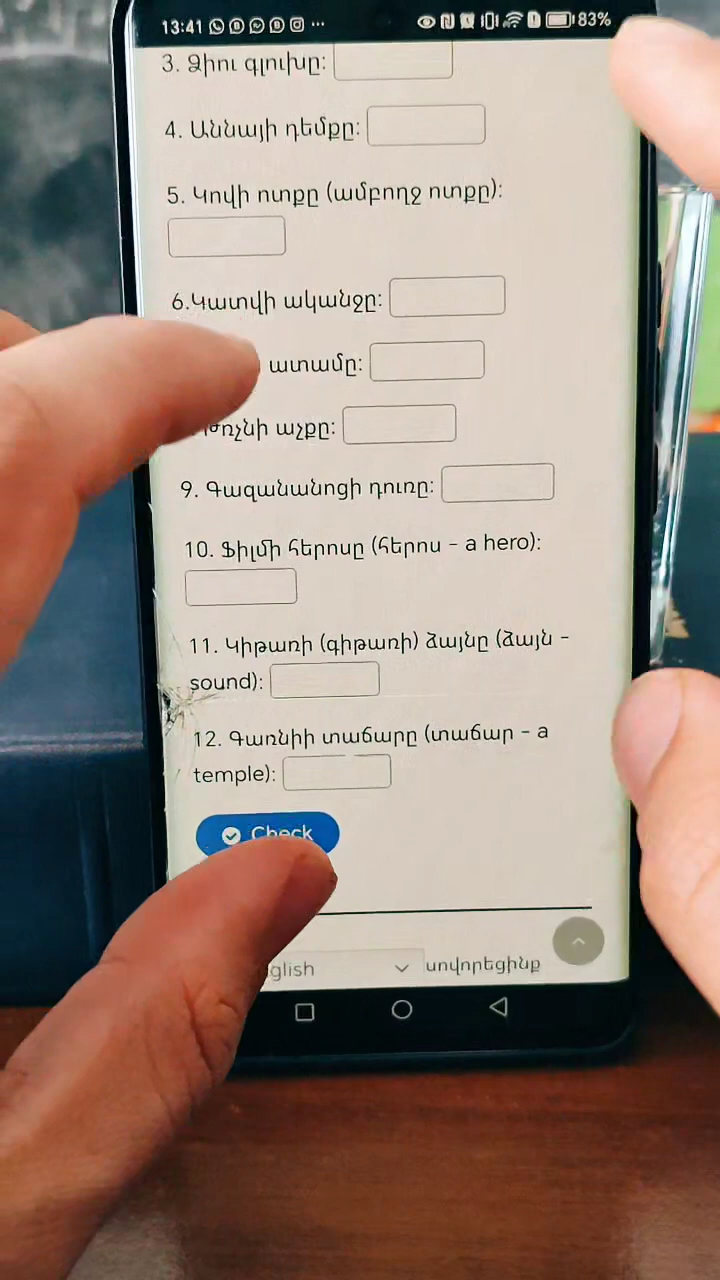 13:41 ... 83%
3. Ձիու գլուխը:
4. Աննայի դեմքը:
5. Կովի ոտքը (ամբողջ ոտքը):
6.Կատվի ականջը:
ատամը:
թռչնի աչքը:
9. Գազանանոցի դուռը:
10. Ֆիլմի հերոսը (հերոս - a hero):
11. Կիթառի (գիթառի) ձայնը (ձայն -
sound):
12. Գառնիի տաճարը (տաճար - a
temple):
Check
glish սովորեցինք